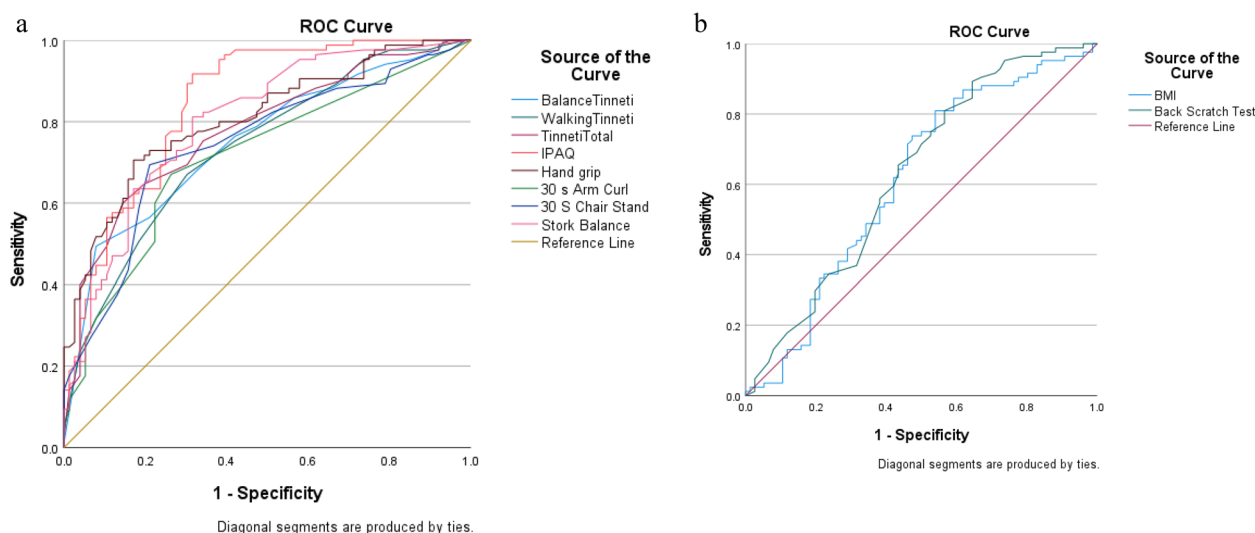 a
ROC Curve
1.0
0.8
0.6
0.4
0.2
0.0
0.0 0.2 0.4 0.6 0.8 1.0
Sensitivity
1 - Specificity
Diagonal segments are produced by ties.
Source of the
Curve
BalanceTinneti
WalkingTinneti
TinnetiTotal
IPAQ
Hand grip
30 s Arm Curl
30 S Chair Stand
Stork Balance
Reference Line
b
ROC Curve
1.0
0.8
0.6
0.4
0.2
0.0
0.0 0.2 0.4 0.6 0.8 1.0
Sensitivity
1 - Specificity
Diagonal segments are produced by ties.
Source of the
Curve
BMI
Back Scratch Test
Reference Line